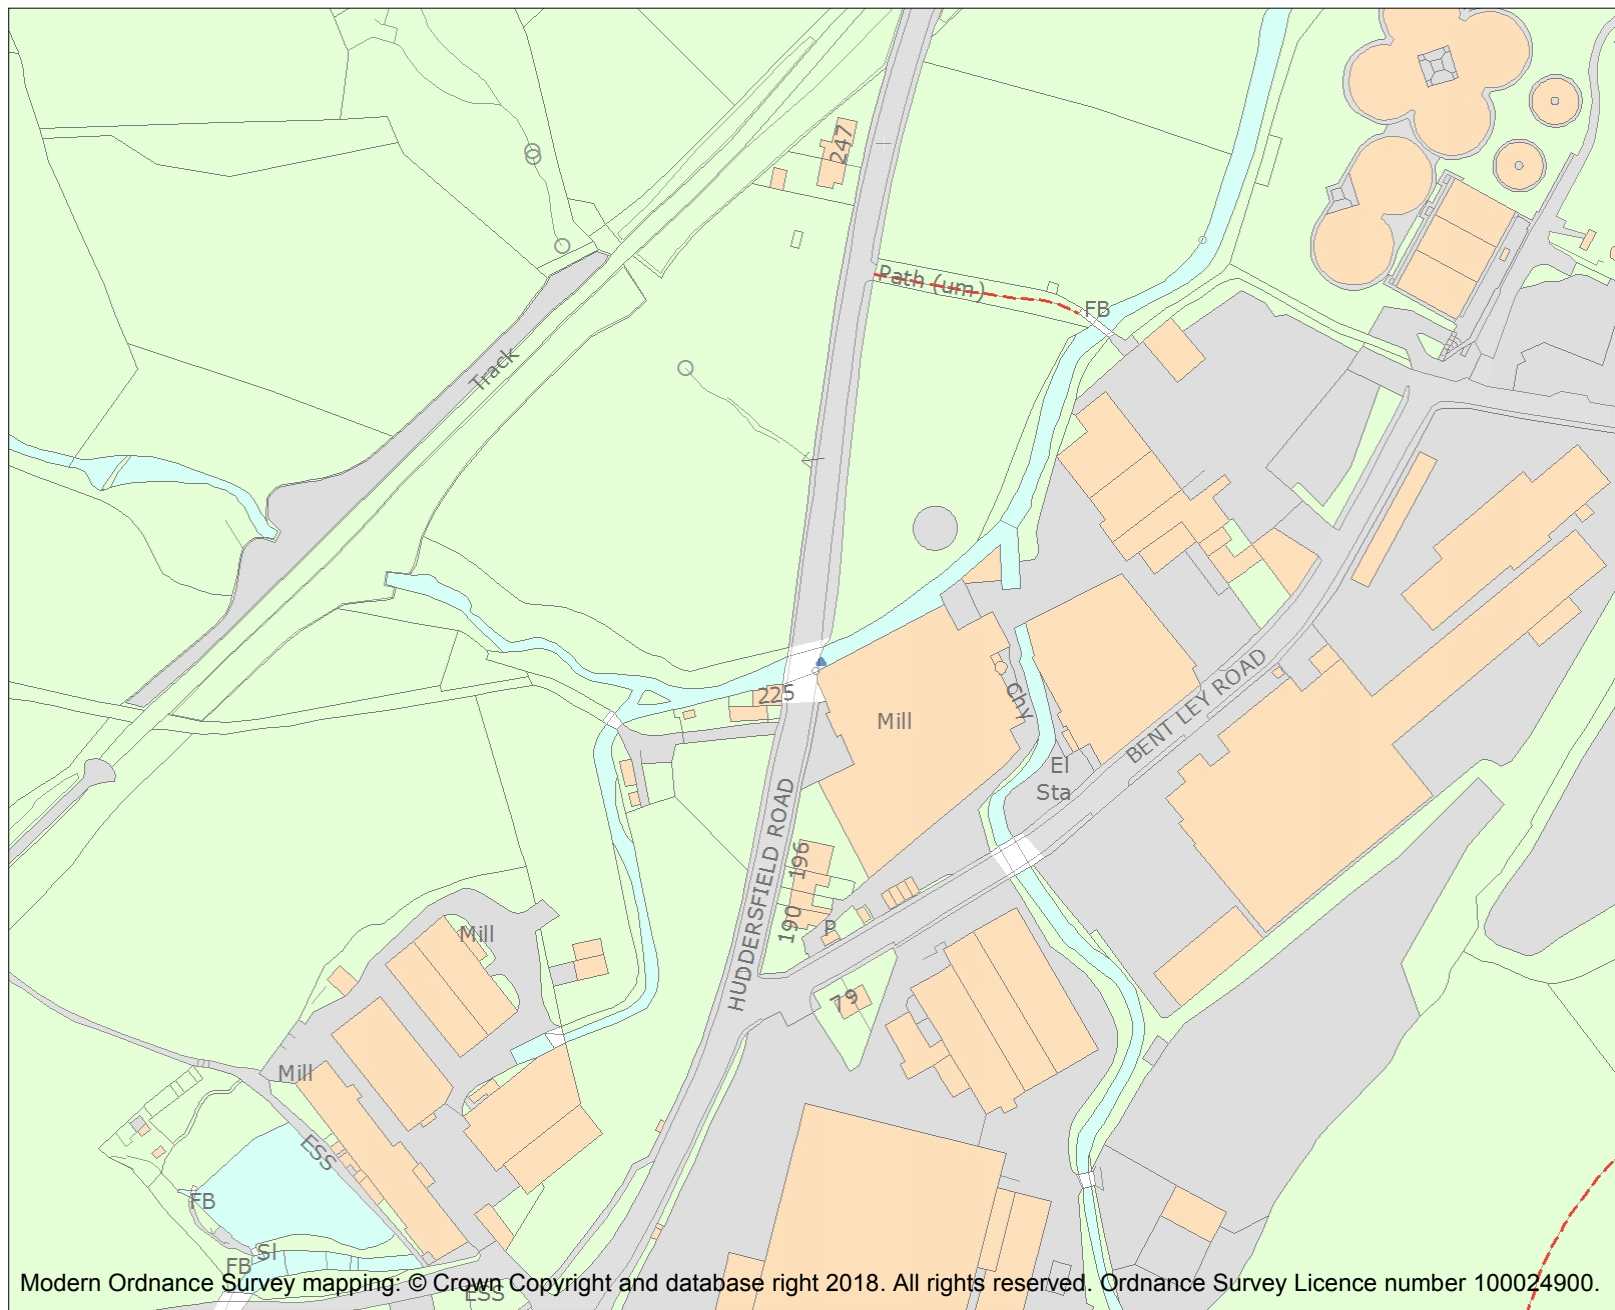 247
Path (um)
FB
Track
225
Mill
Chy
BENT LEY ROAD
El
Sta
HUDDERSFIELD ROAD
196
190
P
Mill
79
Mill
ESS
FB
SI
FB
ESS
Modern Ordnance Survey mapping: © Crown Copyright and database right 2018. All rights reserved. Ordnance Survey Licence number 100024900.